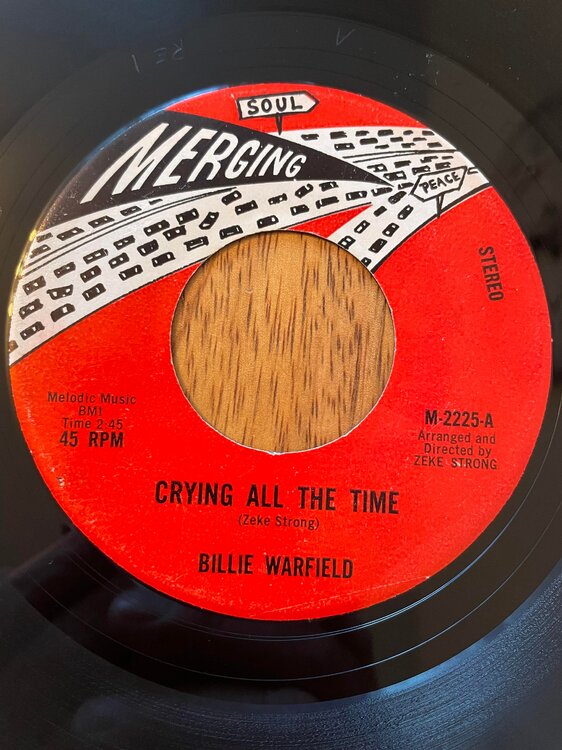 SOUL
MERGING
PEACE
STEREO
Melodic Music
BMI
Time 2.45
45 RPM
M-2225-A
Arranged and
Directed by
ZEKE STRONG
CRYING ALL THE TIME
(Zeke Strong)
BILLIE WARFIELD